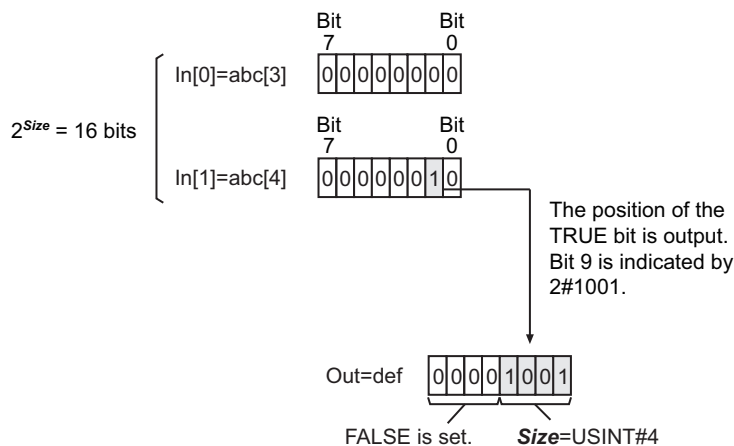 Bit Bit
7 0
In[0]=abc[3] 0 0 0 0 0 0 0 0
2^Size = 16 bits
Bit Bit
7 0
In[1]=abc[4] 0 0 0 0 0 0 1 0
The position of the
TRUE bit is output.
Bit 9 is indicated by
2#1001.
Out=def 0 0 0 0 1 0 0 1
FALSE is set. Size=USINT#4